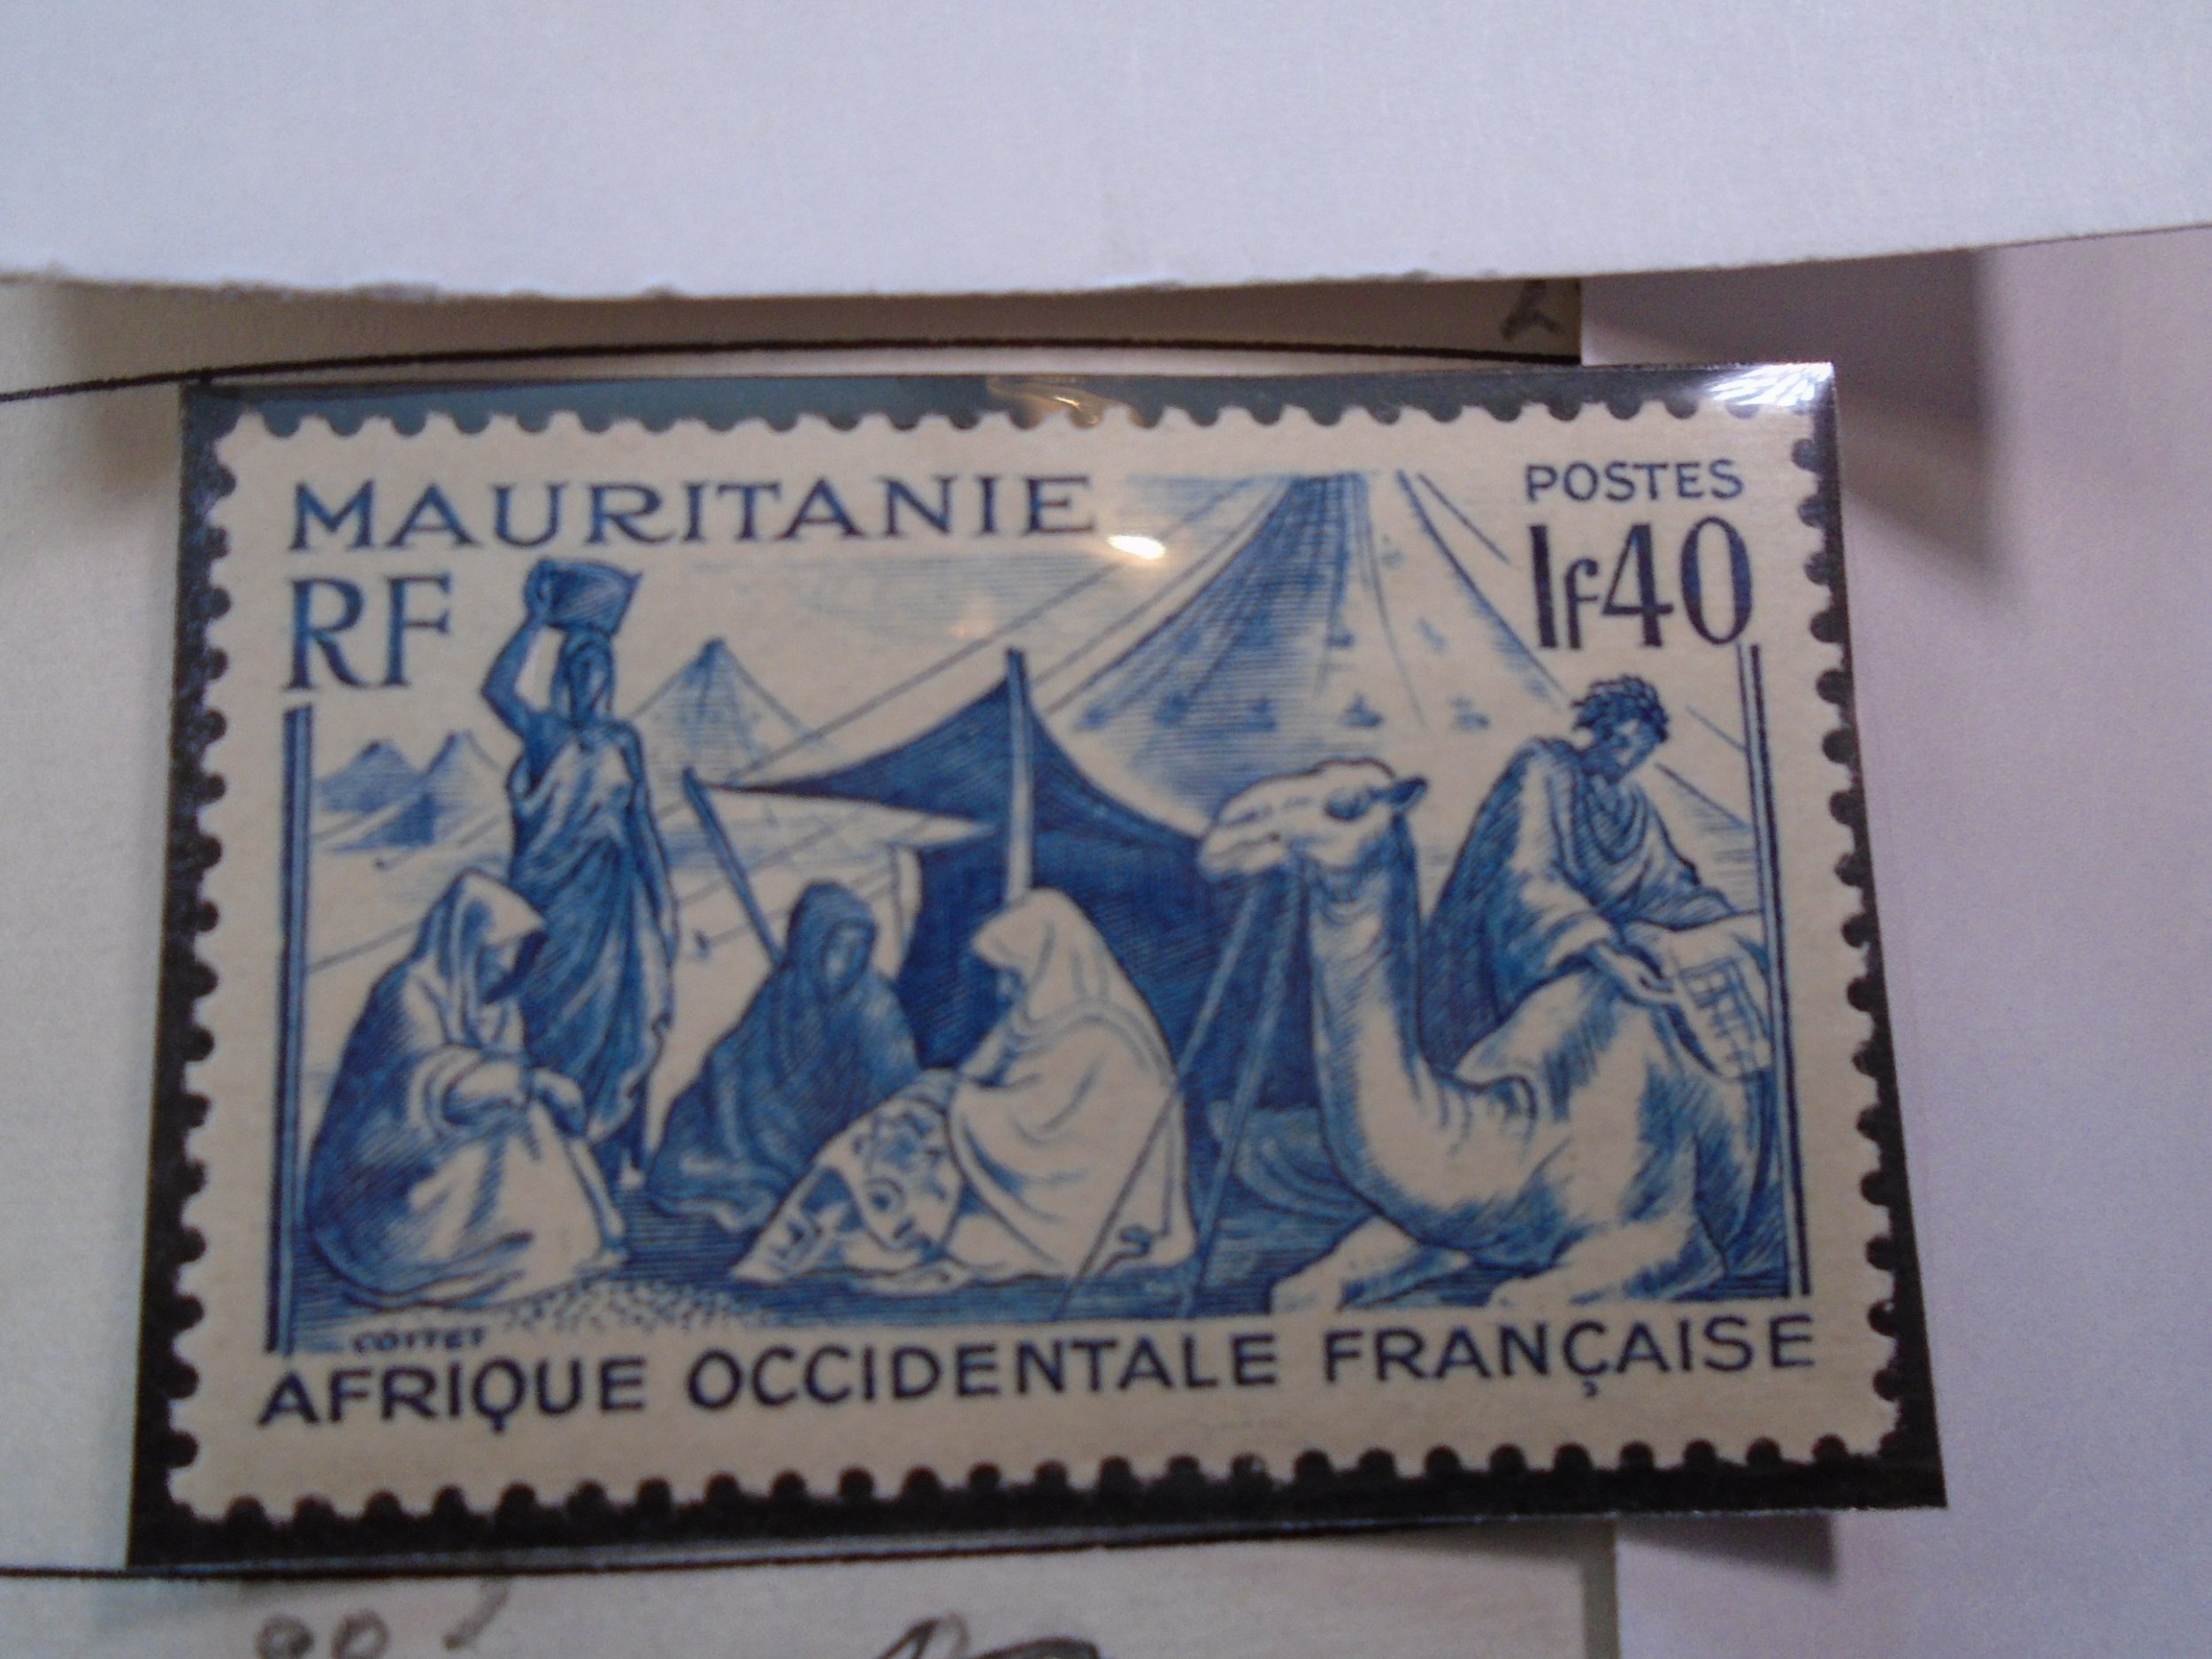 MAURITANIE
POSTES
RF
1f40
COTTET
AFRIQUE OCCIDENTALE FRANÇAISE